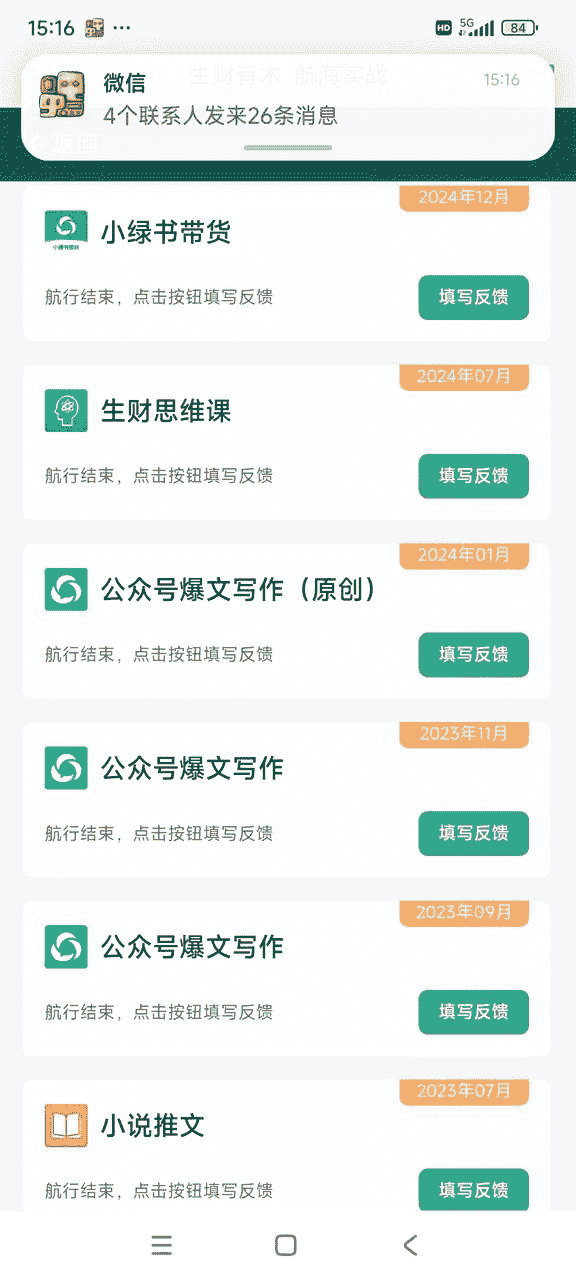 15:16
HD 5G 84
微信
15:16
4个联系人发来26条消息
生财有术 航海实战
返回
2024年12月
小绿书带货
航行结束，点击按钮填写反馈
填写反馈
2024年07月
生财思维课
航行结束，点击按钮填写反馈
填写反馈
2024年01月
公众号爆文写作（原创）
航行结束，点击按钮填写反馈
填写反馈
2023年11月
公众号爆文写作
航行结束，点击按钮填写反馈
填写反馈
2023年09月
公众号爆文写作
航行结束，点击按钮填写反馈
填写反馈
2023年07月
小说推文
航行结束，点击按钮填写反馈
填写反馈